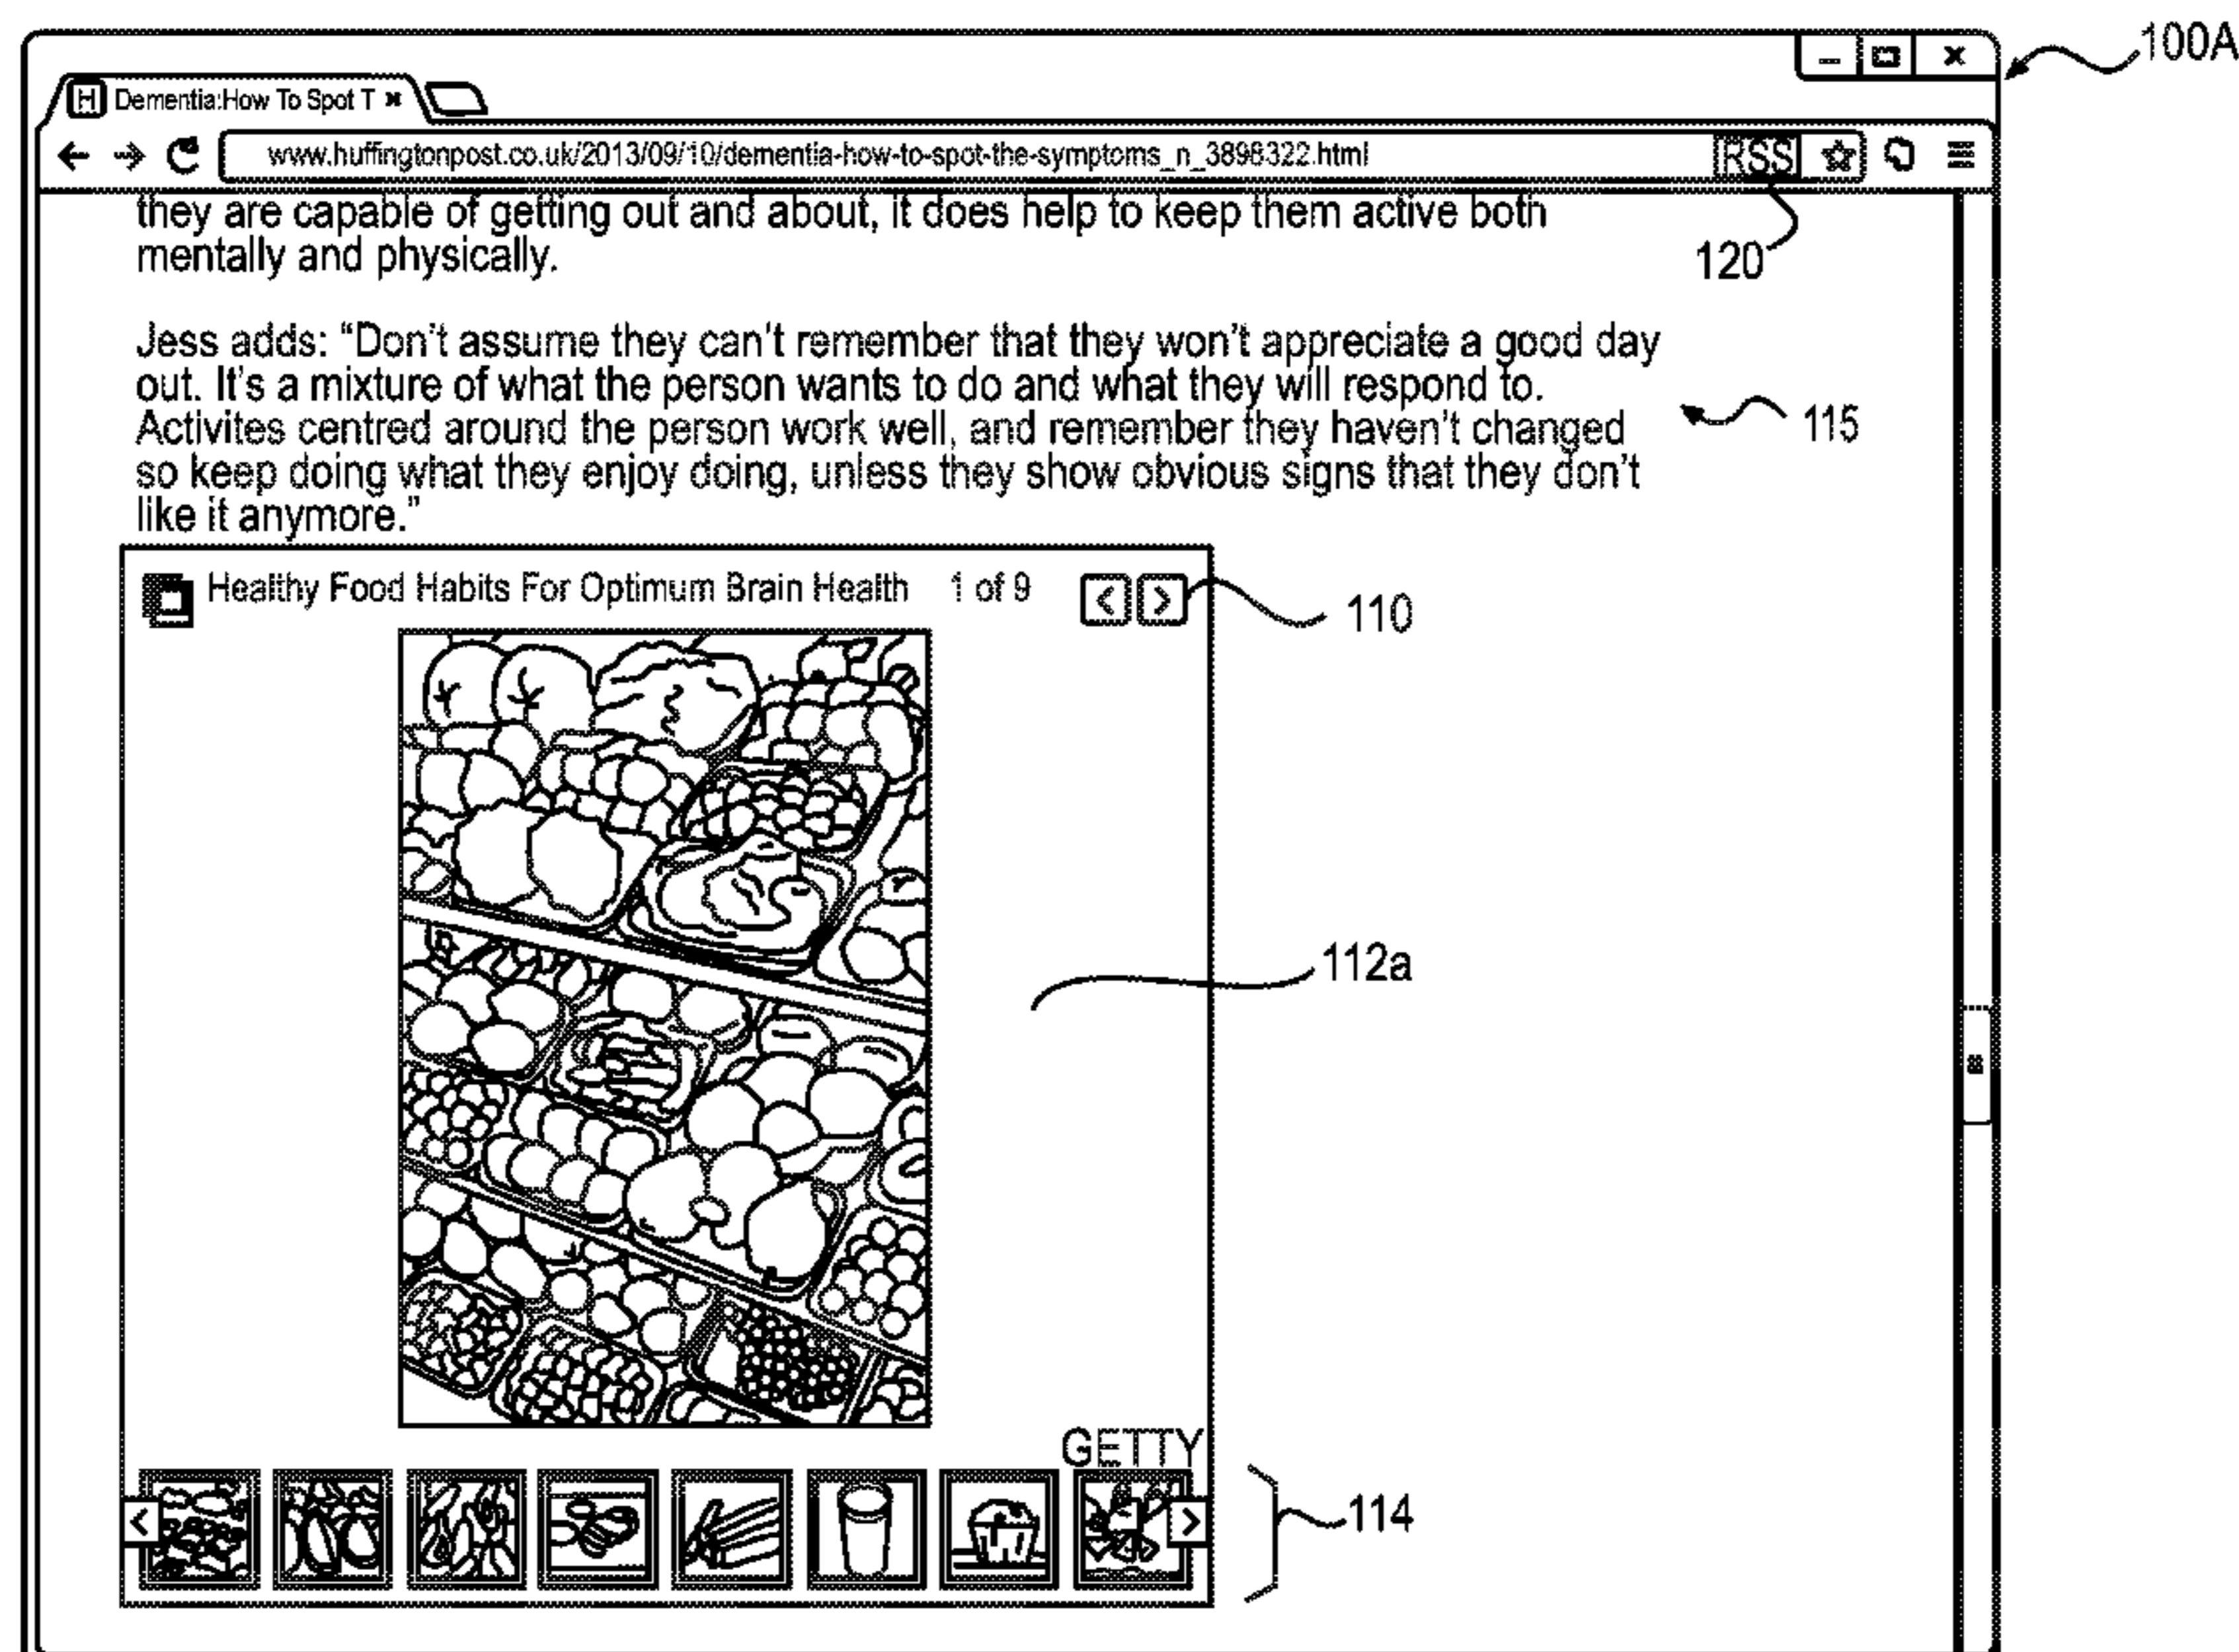 100A
H Dementia:How To Spot T ×
www.huffingtonpost.co.uk/2013/09/10/dementia-how-to-spot-the-symptoms_n_3898322.html RSS
they are capable of getting out and about, it does help to keep them active both
120
mentally and physically.
Jess adds: “Don’t assume they can’t remember that they won’t appreciate a good day
out. It’s a mixture of what the person wants to do and what they will respond to.
Activites centred around the person work well, and remember they haven’t changed
115
so keep doing what they enjoy doing, unless they show obvious signs that they don’t
like it anymore.”
Healthy Food Habits For Optimum Brain Health 1 of 9 < >
110
112a
GETTY
< >
114